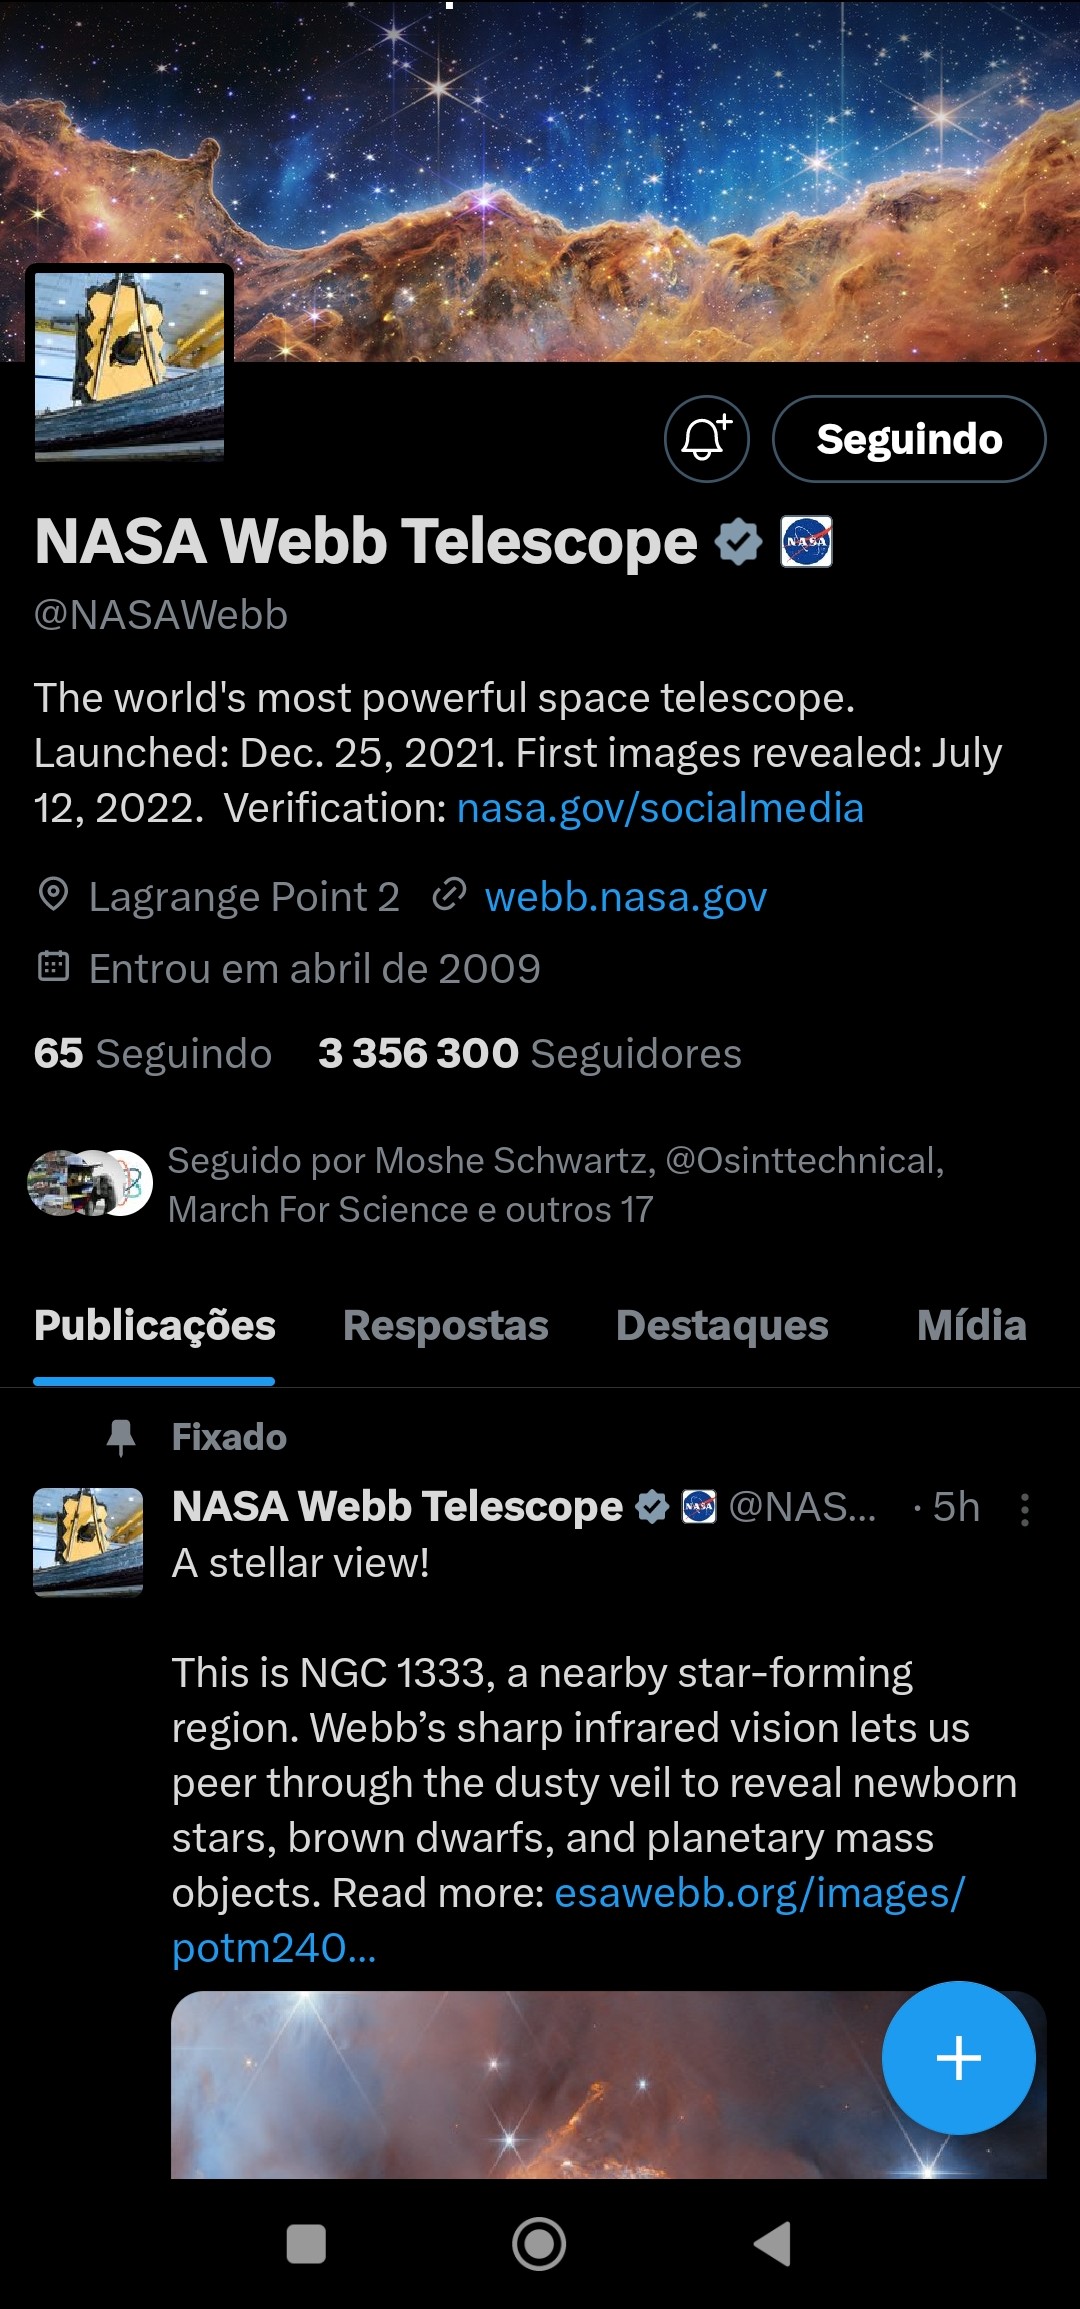 Seguindo
NASA Webb Telescope NASA
@NASAWebb
The world's most powerful space telescope.
Launched: Dec. 25, 2021. First images revealed: July
12, 2022.  Verification: nasa.gov/socialmedia
Lagrange Point 2 webb.nasa.gov
Entrou em abril de 2009
65 Seguindo 3 356 300 Seguidores
Seguido por Moshe Schwartz, @Osinttechnical,
March For Science e outros 17
Publicações Respostas Destaques Mídia
Fixado
NASA Webb Telescope NASA @NAS... · 5h
A stellar view!
This is NGC 1333, a nearby star-forming
region. Webb’s sharp infrared vision lets us
peer through the dusty veil to reveal newborn
stars, brown dwarfs, and planetary mass
objects. Read more: esawebb.org/images/
potm240...